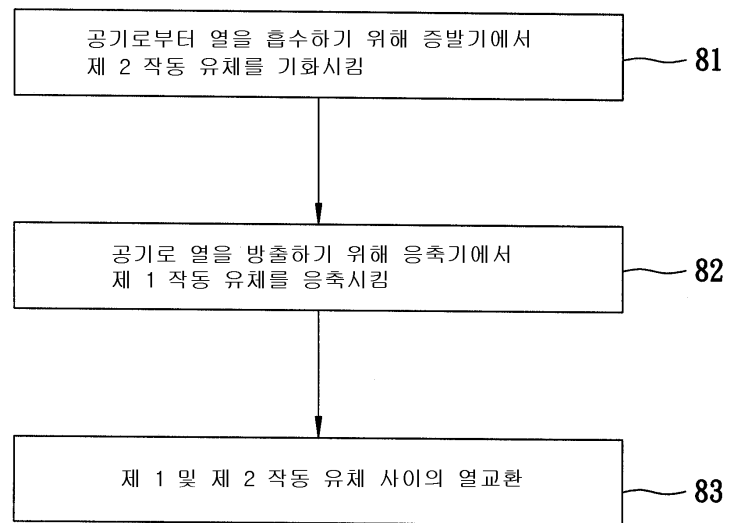 공기로부터 열을 흡수하기 위해 증발기에서
제 2 작동 유체를 기화시킴
81
공기로 열을 방출하기 위해 응축기에서
제 1 작동 유체를 응축시킴
82
제 1 및 제 2 작동 유체 사이의 열교환
83